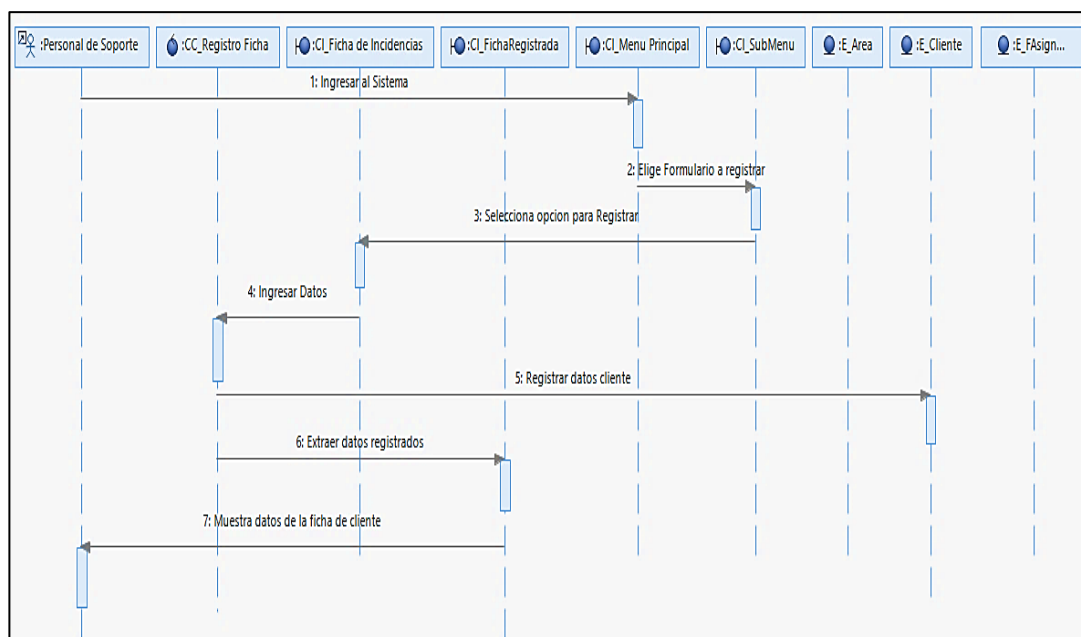 :Personal de Soporte
:CC_Registro Ficha
:CI_Ficha de Incidencias
:CI_FichaRegistrada
:CI_Menu Principal
:CI_SubMenu
:E_Area
:E_Cliente
:E_FAsign...
1: Ingresar al Sistema
2: Elige Formulario a registrar
3: Selecciona opcion para Registrar
4: Ingresar Datos
5: Registrar datos cliente
6: Extraer datos registrados
7: Muestra datos de la ficha de cliente